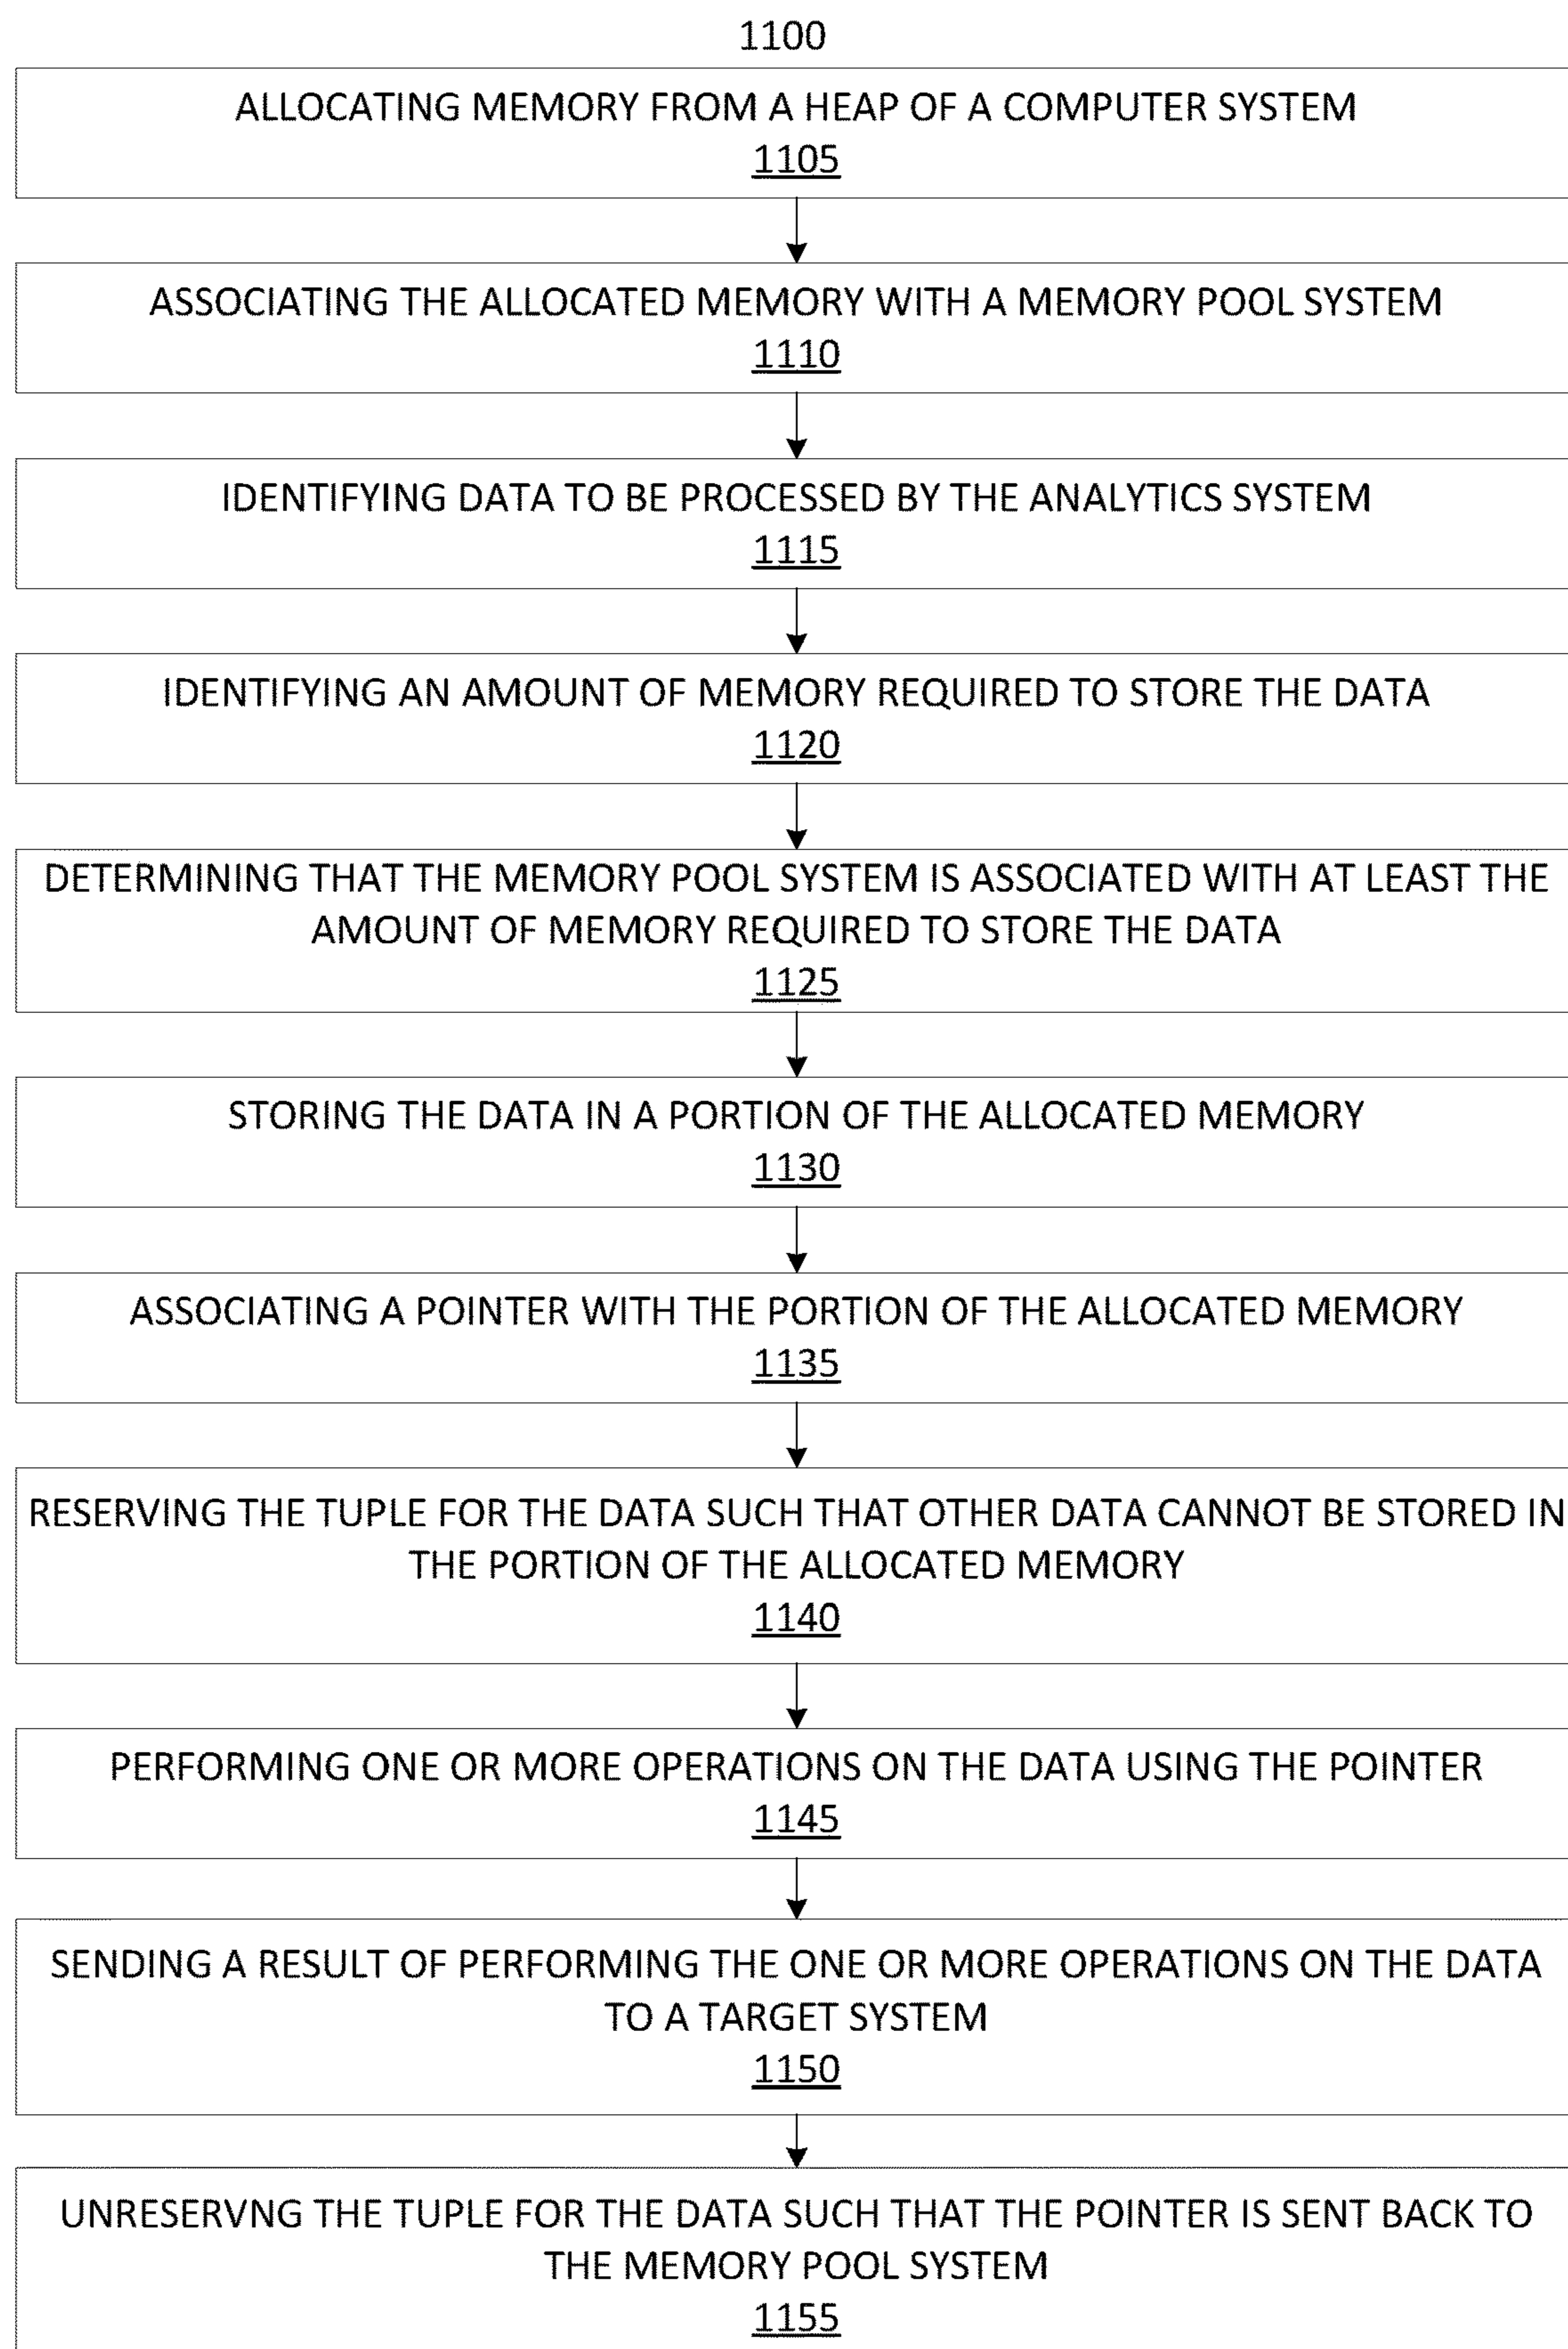 1100
ALLOCATING MEMORY FROM A HEAP OF A COMPUTER SYSTEM
1105
ASSOCIATING THE ALLOCATED MEMORY WITH A MEMORY POOL SYSTEM
1110
IDENTIFYING DATA TO BE PROCESSED BY THE ANALYTICS SYSTEM
1115
IDENTIFYING AN AMOUNT OF MEMORY REQUIRED TO STORE THE DATA
1120
DETERMINING THAT THE MEMORY POOL SYSTEM IS ASSOCIATED WITH AT LEAST THE
AMOUNT OF MEMORY REQUIRED TO STORE THE DATA
1125
STORING THE DATA IN A PORTION OF THE ALLOCATED MEMORY
1130
ASSOCIATING A POINTER WITH THE PORTION OF THE ALLOCATED MEMORY
1135
RESERVING THE TUPLE FOR THE DATA SUCH THAT OTHER DATA CANNOT BE STORED IN
THE PORTION OF THE ALLOCATED MEMORY
1140
PERFORMING ONE OR MORE OPERATIONS ON THE DATA USING THE POINTER
1145
SENDING A RESULT OF PERFORMING THE ONE OR MORE OPERATIONS ON THE DATA
TO A TARGET SYSTEM
1150
UNRESERVNG THE TUPLE FOR THE DATA SUCH THAT THE POINTER IS SENT BACK TO
THE MEMORY POOL SYSTEM
1155